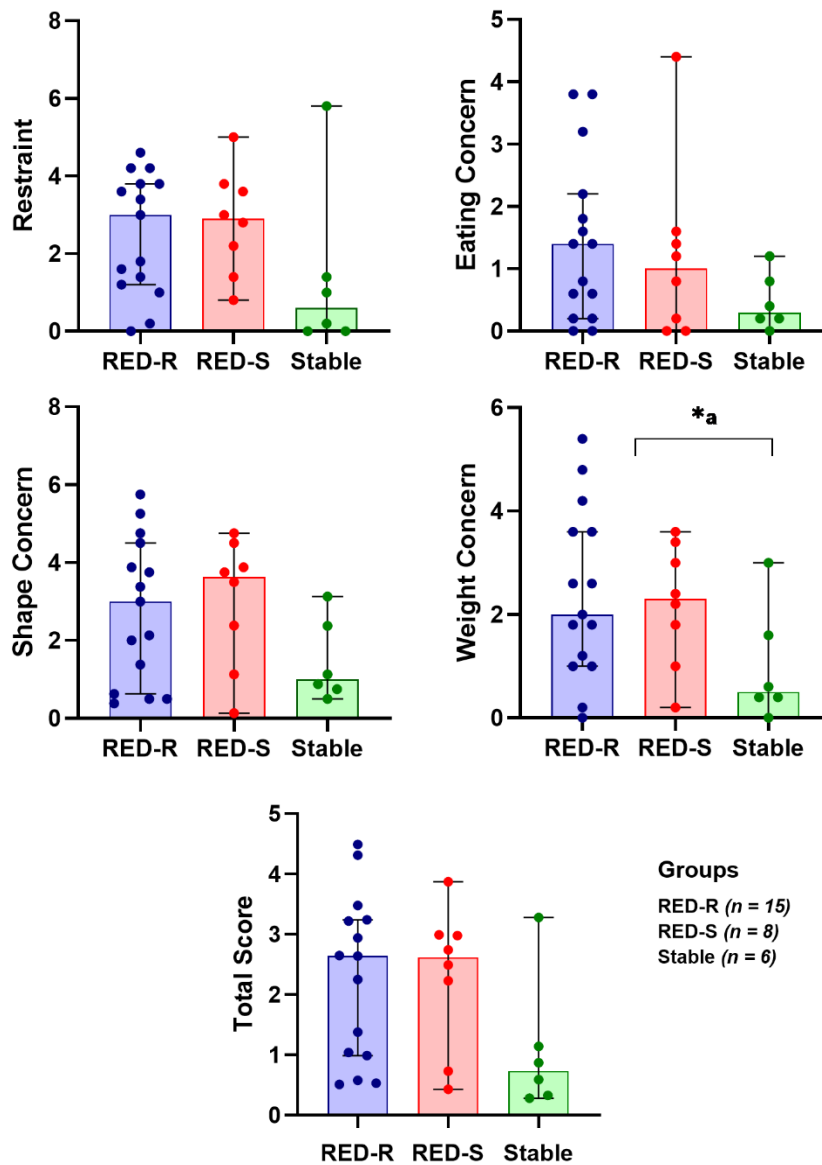 Restraint
8
6
4
2
0
RED-R RED-S Stable
Eating Concern
5
4
3
2
1
0
RED-R RED-S Stable
Shape Concern
8
6
4
2
0
RED-R RED-S Stable
Weight Concern
6
4
2
0
*a
RED-R RED-S Stable
Total Score
5
4
3
2
1
0
RED-R RED-S Stable
Groups
RED-R (n = 15)
RED-S (n = 8)
Stable (n = 6)